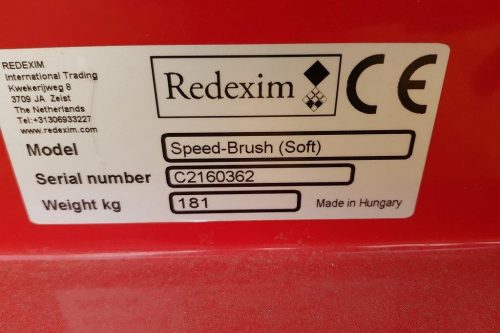 REDEXIM
International Trading
Kwekerijweg 8
3709 JA Zeist
The Netherlands
Tel:+31306933227
www.redexim.com
Redexim CE
Model Speed-Brush (Soft)
Serial number C2160362
Weight kg 181 Made in Hungary